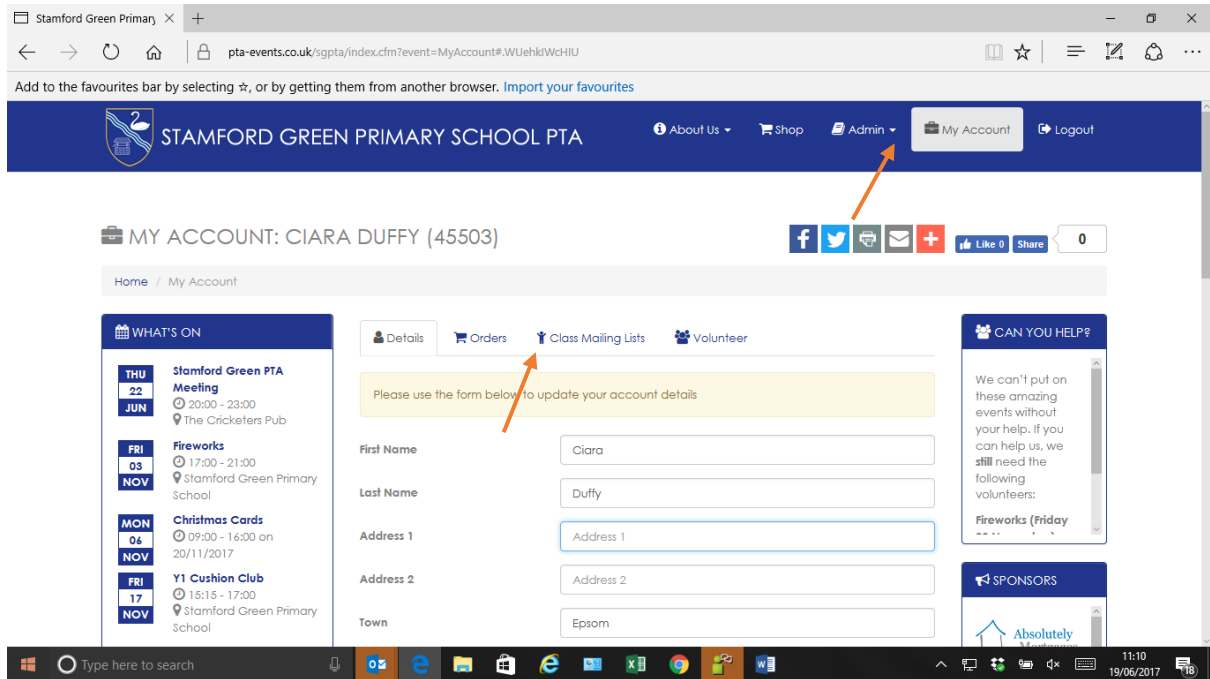 Stamford Green Primary
pta-events.co.uk/sgpta/index.cfm?event=MyAccount#.WUehkIWcHIU
Add to the favourites bar by selecting ☆, or by getting them from another browser. Import your favourites
STAMFORD GREEN PRIMARY SCHOOL PTA
About Us
Shop
Admin
My Account
Logout
MY ACCOUNT: CIARA DUFFY (45503)
Like 0
Share
0
Home / My Account
WHAT'S ON
THU 22 JUN
Stamford Green PTA
Meeting
20:00 - 23:00
The Cricketers Pub
FRI 03 NOV
Fireworks
17:00 - 21:00
Stamford Green Primary
School
MON 06 NOV
Christmas Cards
09:00 - 16:00 on
20/11/2017
FRI 17 NOV
Y1 Cushion Club
15:15 - 17:00
Stamford Green Primary
School
Details
Orders
Class Mailing Lists
Volunteer
Please use the form below to update your account details
First Name
Ciara
Last Name
Duffy
Address 1
Address 1
Address 2
Address 2
Town
Epsom
CAN YOU HELP?
We can't put on
these amazing
events without
your help. If you
can help us, we
still need the
following
volunteers:
Fireworks (Friday
SPONSORS
Absolutely
Type here to search
11:10
19/06/2017
18